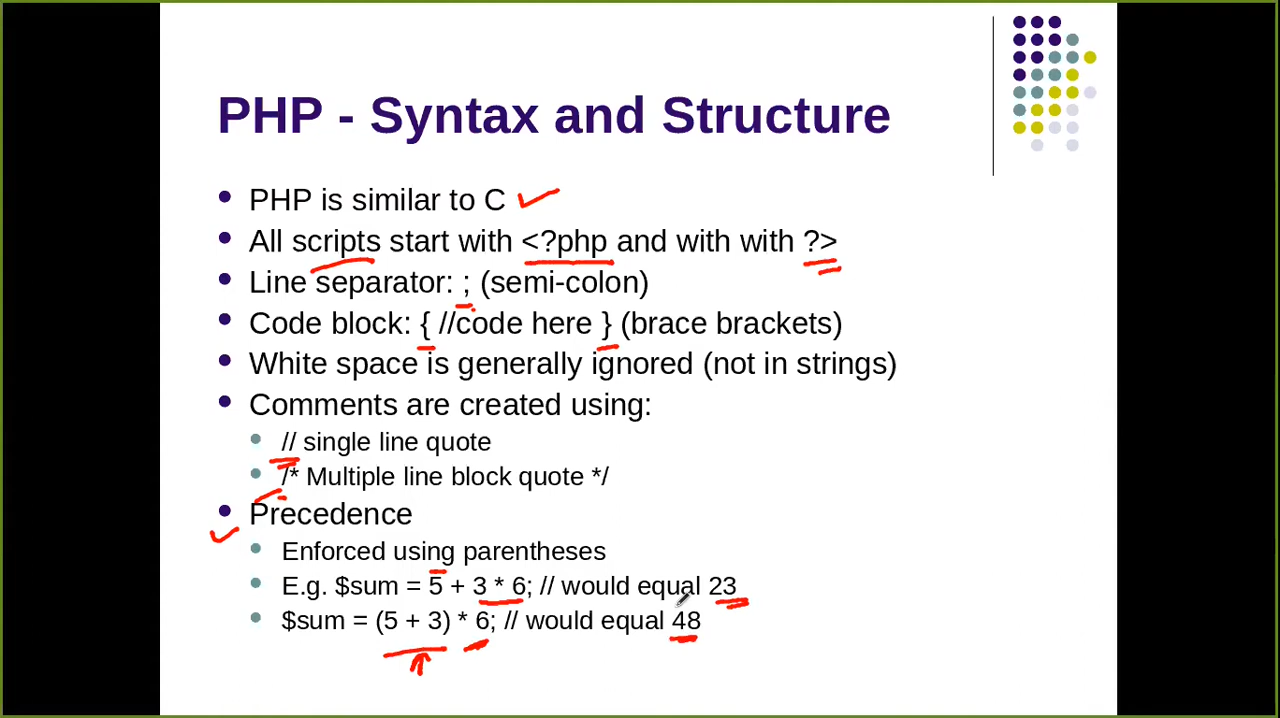 PHP - Syntax and Structure
PHP is similar to C
All scripts start with <?php and with with ?>
Line separator: ; (semi-colon)
Code block: { //code here } (brace brackets)
White space is generally ignored (not in strings)
Comments are created using:
// single line quote
/* Multiple line block quote */
Precedence
Enforced using parentheses
E.g. $sum = 5 + 3 * 6; // would equal 23
$sum = (5 + 3) * 6; // would equal 48